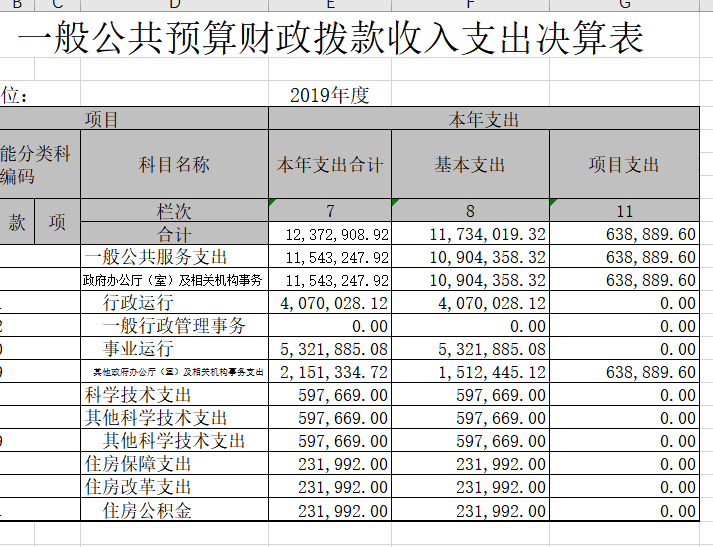 B C D E F G
一般公共预算财政拨款收入支出决算表
位： 2019年度
项目 本年支出
能分类科编码 科目名称 本年支出合计 基本支出 项目支出
款 项 栏次 7 8 11
合计 12,372,908.92 11,734,019.32 638,889.60
一般公共服务支出 11,543,247.92 10,904,358.32 638,889.60
政府办公厅（室）及相关机构事务 11,543,247.92 10,904,358.32 638,889.60
行政运行 4,070,028.12 4,070,028.12 0.00
一般行政管理事务 0.00 0.00 0.00
事业运行 5,321,885.08 5,321,885.08 0.00
其他政府办公厅（室）及相关机构事务支出 2,151,334.72 1,512,445.12 638,889.60
科学技术支出 597,669.00 597,669.00 0.00
其他科学技术支出 597,669.00 597,669.00 0.00
其他科学技术支出 597,669.00 597,669.00 0.00
住房保障支出 231,992.00 231,992.00 0.00
住房改革支出 231,992.00 231,992.00 0.00
住房公积金 231,992.00 231,992.00 0.00